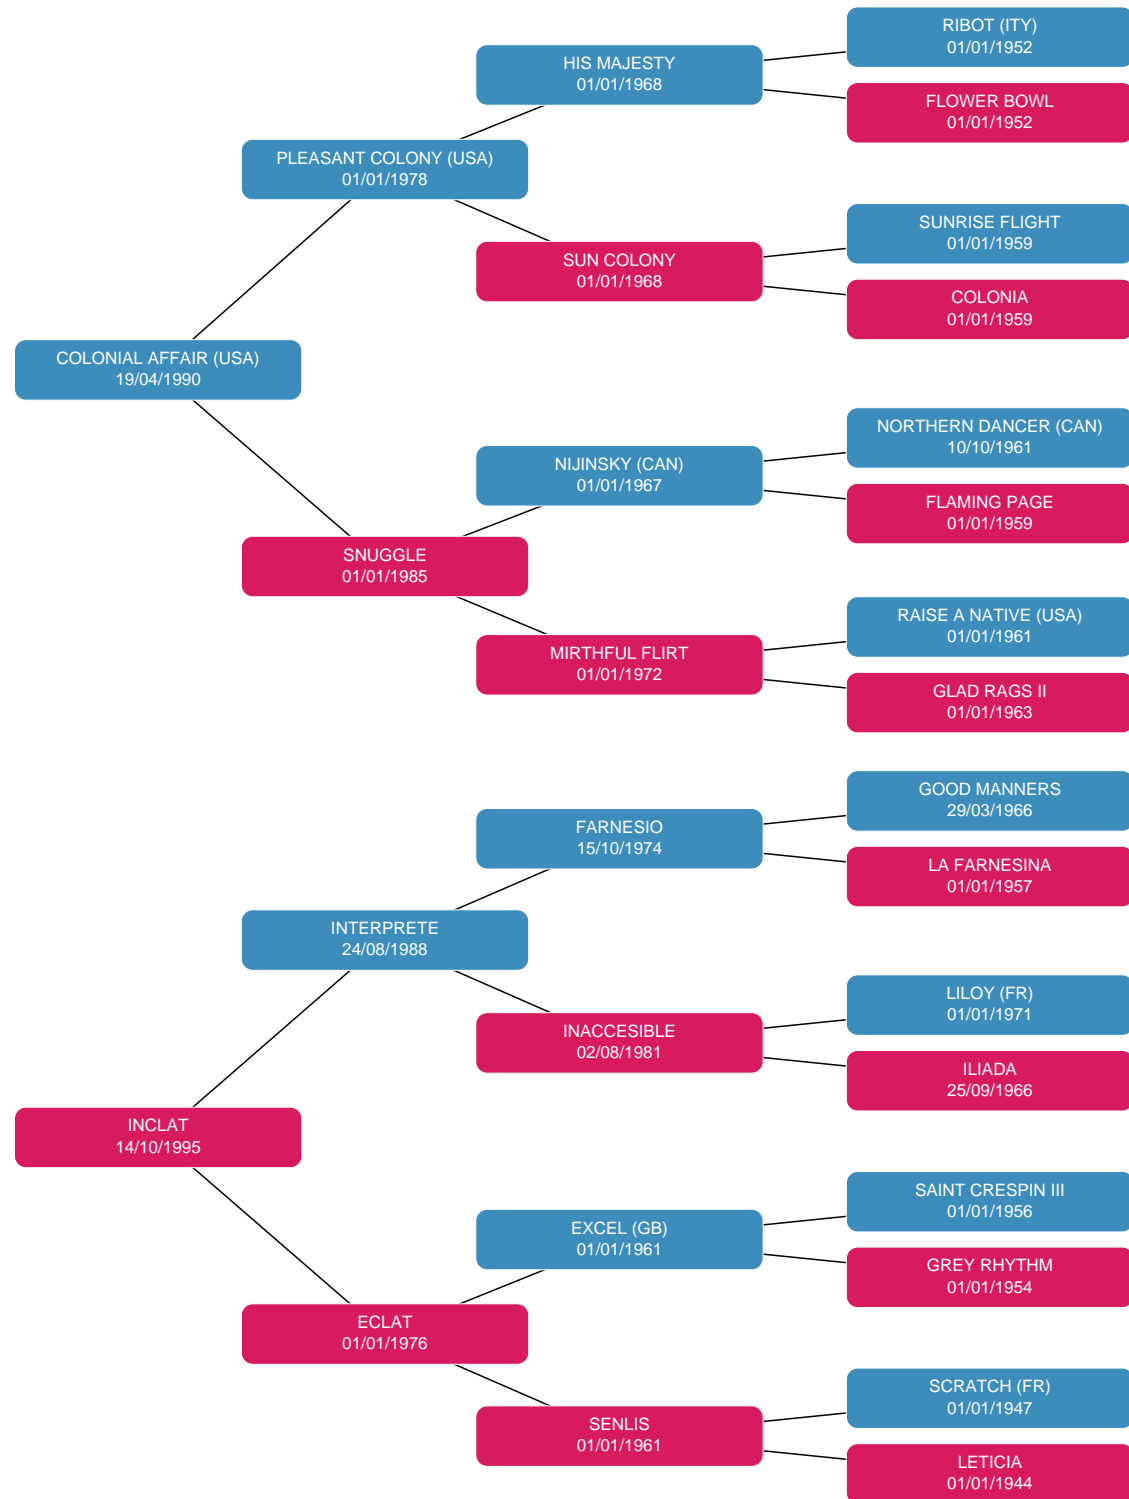 RIBOT (ITY)
01/01/1952
HIS MAJESTY
01/01/1968
FLOWER BOWL
01/01/1952
PLEASANT COLONY (USA)
01/01/1978
SUNRISE FLIGHT
01/01/1959
SUN COLONY
01/01/1968
COLONIA
01/01/1959
COLONIAL AFFAIR (USA)
19/04/1990
NORTHERN DANCER (CAN)
10/10/1961
NIJINSKY (CAN)
01/01/1967
FLAMING PAGE
01/01/1959
SNUGGLE
01/01/1985
RAISE A NATIVE (USA)
01/01/1961
MIRTHFUL FLIRT
01/01/1972
GLAD RAGS II
01/01/1963
GOOD MANNERS
29/03/1966
FARNESIO
15/10/1974
LA FARNESINA
01/01/1957
INTERPRETE
24/08/1988
LILOY (FR)
01/01/1971
INACCESIBLE
02/08/1981
ILIADA
25/09/1966
INCLAT
14/10/1995
SAINT CRESPIN III
01/01/1956
EXCEL (GB)
01/01/1961
GREY RHYTHM
01/01/1954
ECLAT
01/01/1976
SCRATCH (FR)
01/01/1947
SENLIS
01/01/1961
LETICIA
01/01/1944